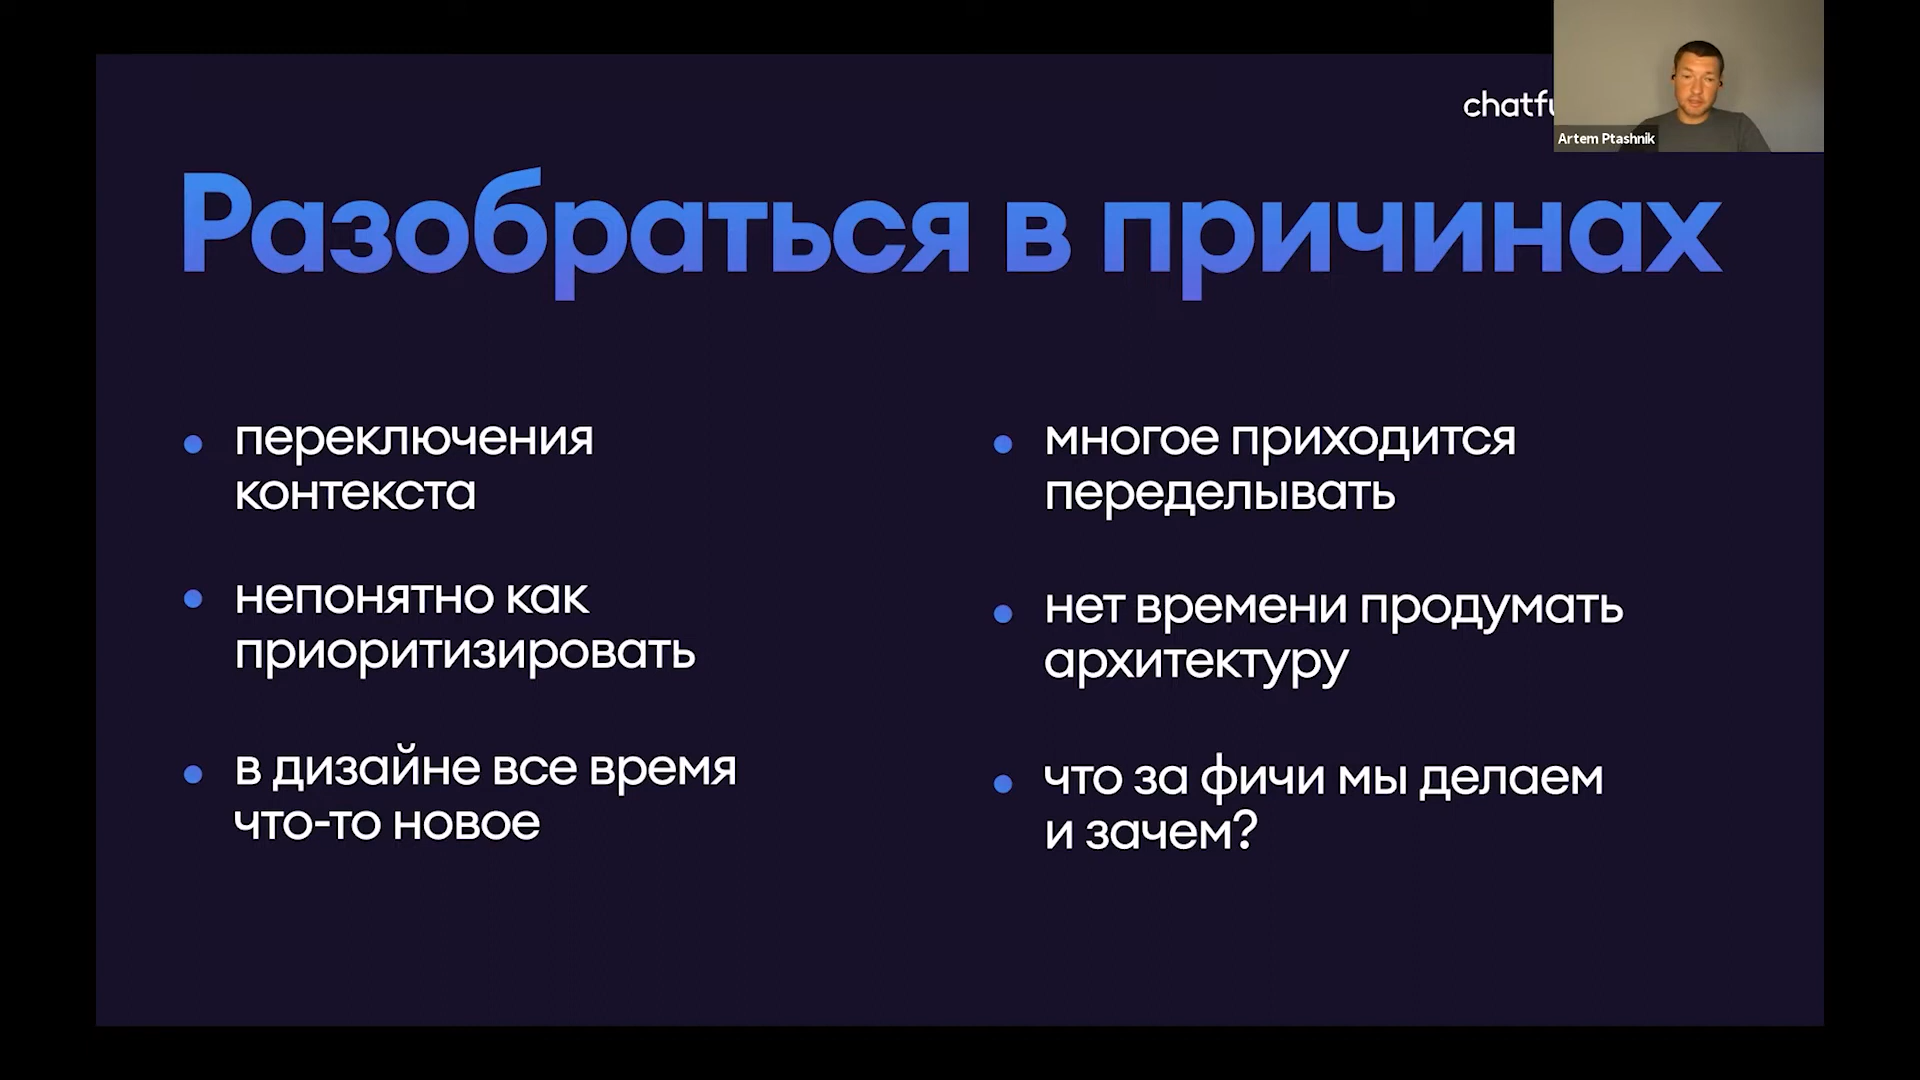 Artem Ptashnik
Разобраться в причинах
переключения
контекста
непонятно как
приоритизировать
в дизайне все время
что-то новое
многое приходится
переделывать
нет времени продумать
архитектуру
что за фичи мы делаем
и зачем?